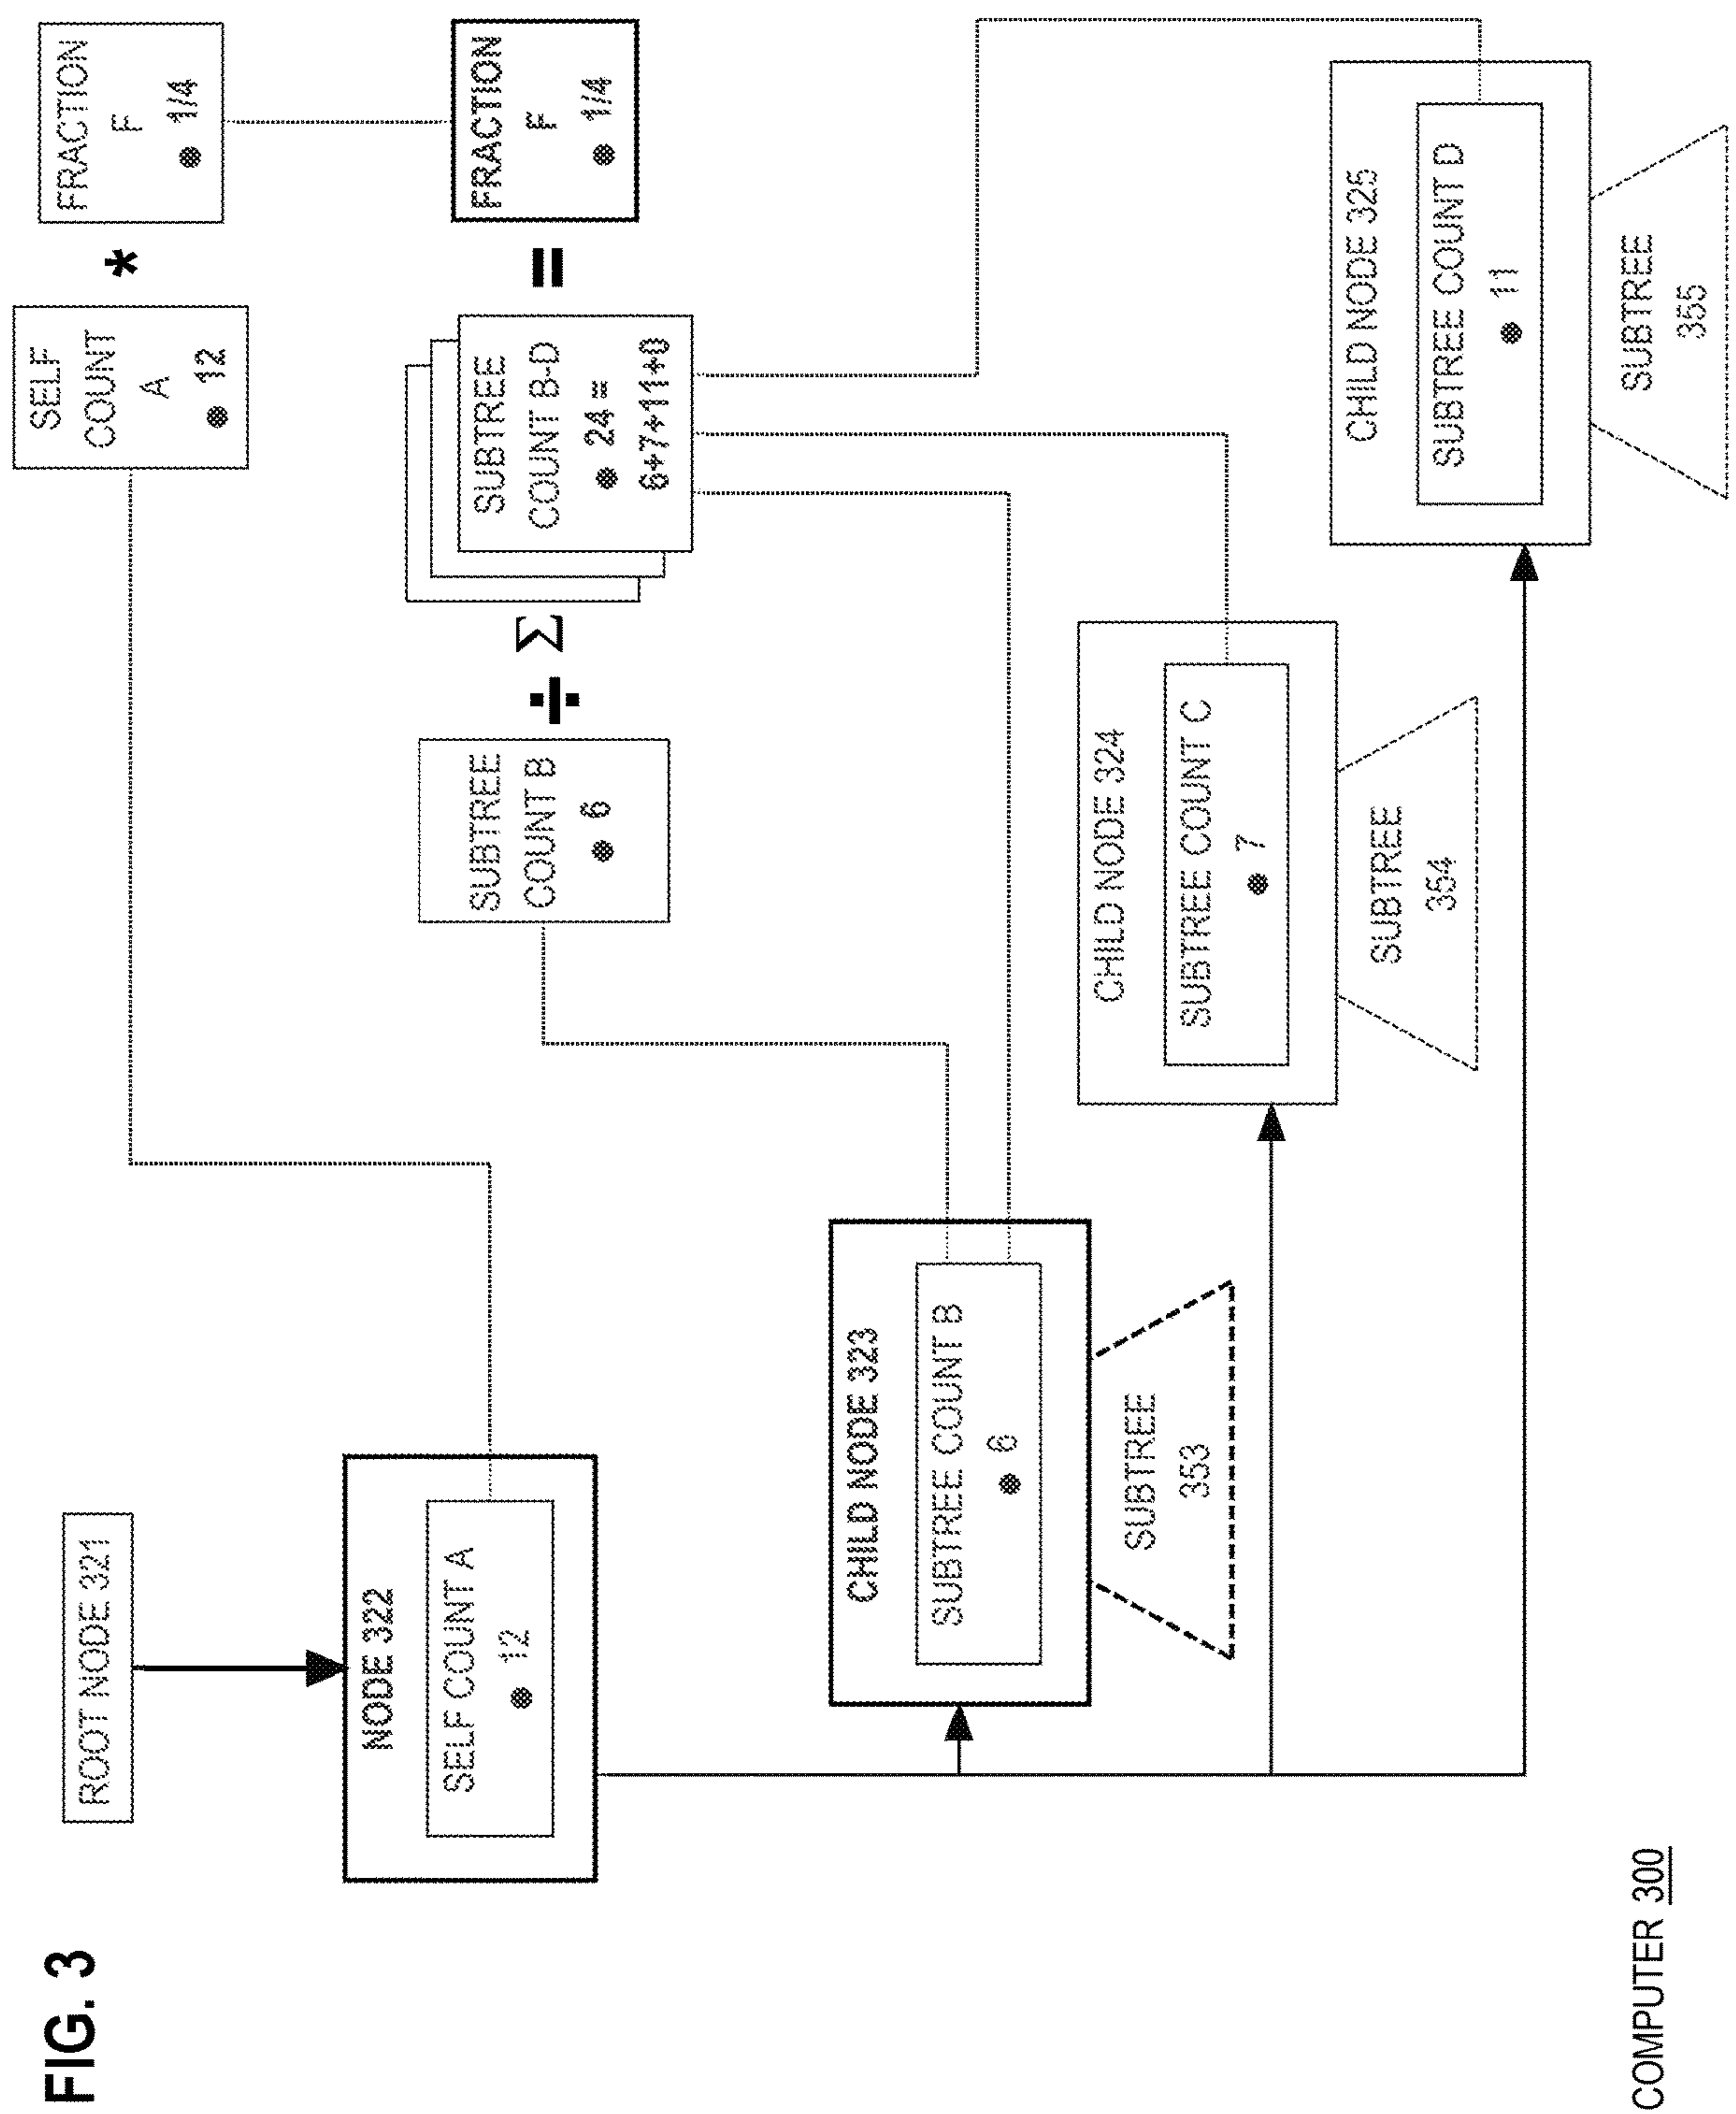 FIG. 3
ROOT NODE 321
NODE 322
SELF COUNT A
● 12
SELF
COUNT
A
● 12
*
FRACTION
F
● 1/4
SUBTREE
COUNT B
● 6
÷ Σ
SUBTREE
COUNT B-D
● 24 =
6+7+11+0
=
FRACTION
F
● 1/4
CHILD NODE 323
SUBTREE COUNT B
● 6
SUBTREE
353
CHILD NODE 324
SUBTREE COUNT C
● 7
SUBTREE
354
CHILD NODE 325
SUBTREE COUNT D
● 11
SUBTREE
355
COMPUTER 300